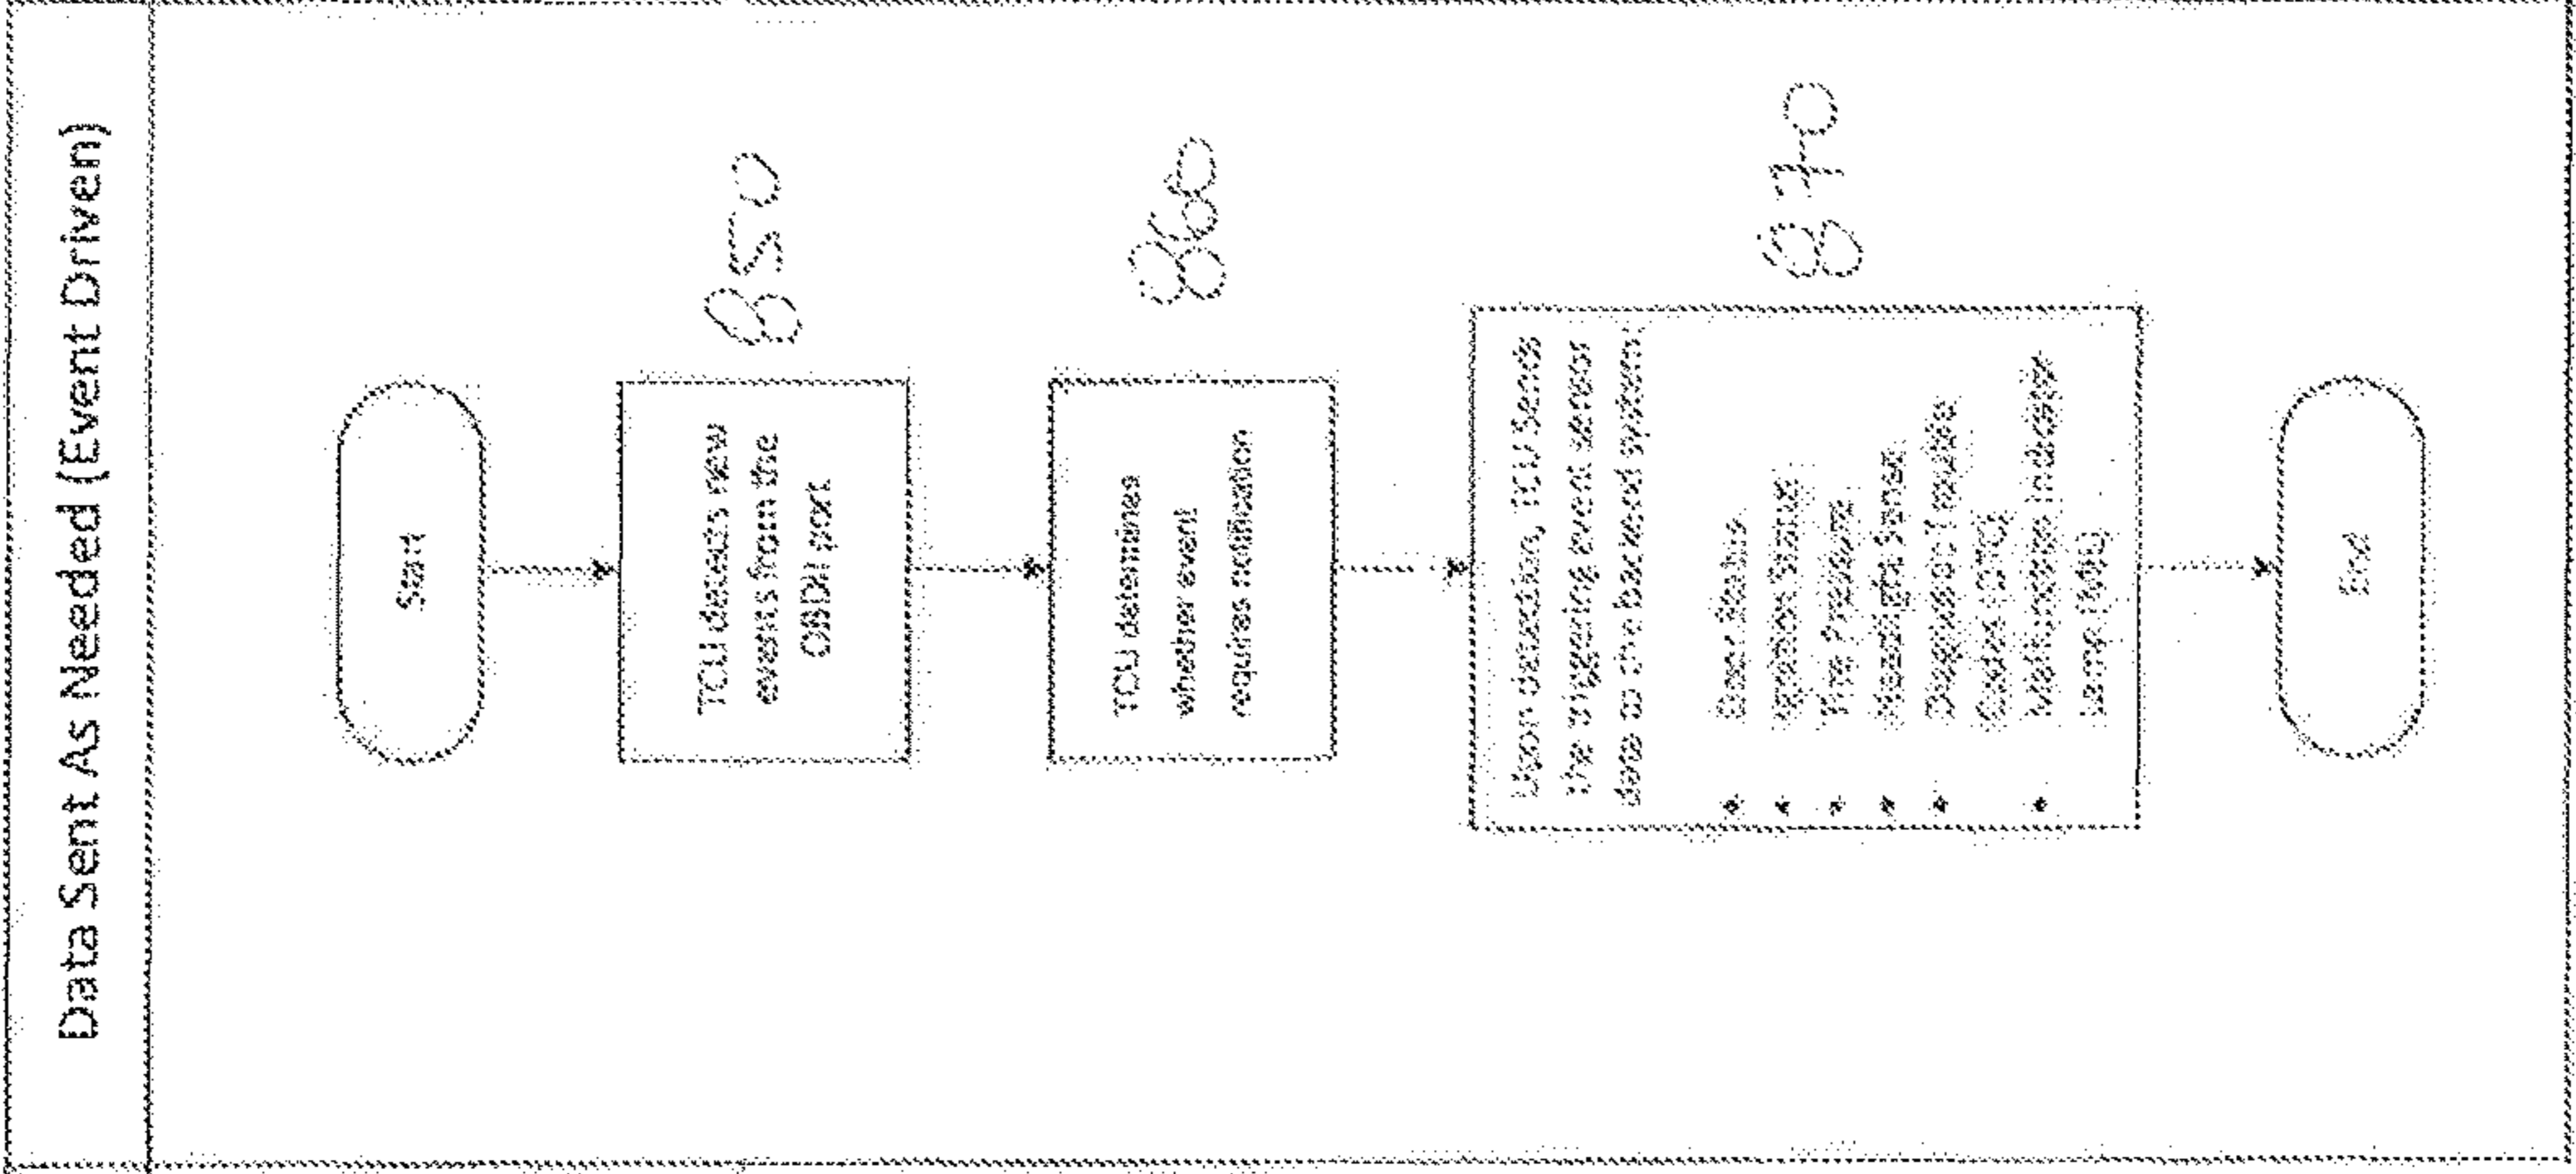 Data Sent As Needed (Event Driven)
Start
TCU detects new
events from the
OBDII port
850
TCU determines
whether event
requires notification
860
Upon detection, TCU Sends
the triggering event sensor
data to the backend system:
• Door Status
• Ignition Status
• Tire Pressure
• Headlight Sensor
• Diagnostic Trouble
Codes (DTC)
• Malfunction Indicator
Lamp (MIL)
870
End